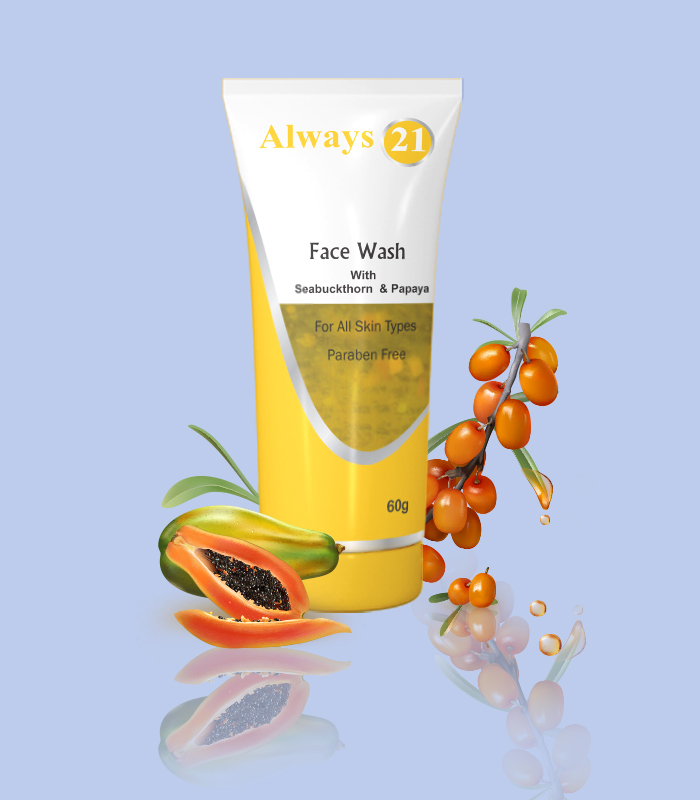 Always 21
Face Wash
With
Seabuckthorn & Papaya
For All Skin Types
Paraben Free
60g